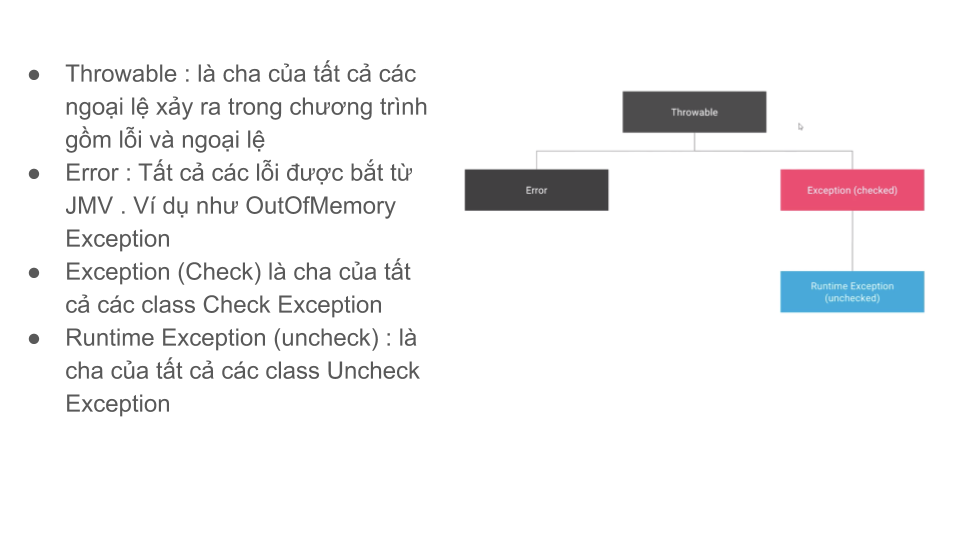 ● Throwable : là cha của tất cả các
ngoại lệ xảy ra trong chương trình
gồm lỗi và ngoại lệ
● Error : Tất cả các lỗi được bắt từ
JMV . Ví dụ như OutOfMemory
Exception
● Exception (Check) là cha của tất
cả các class Check Exception
● Runtime Exception (uncheck) : là
cha của tất cả các class Uncheck
Exception
Throwable
Error
Exception (checked)
Runtime Exception
(unchecked)